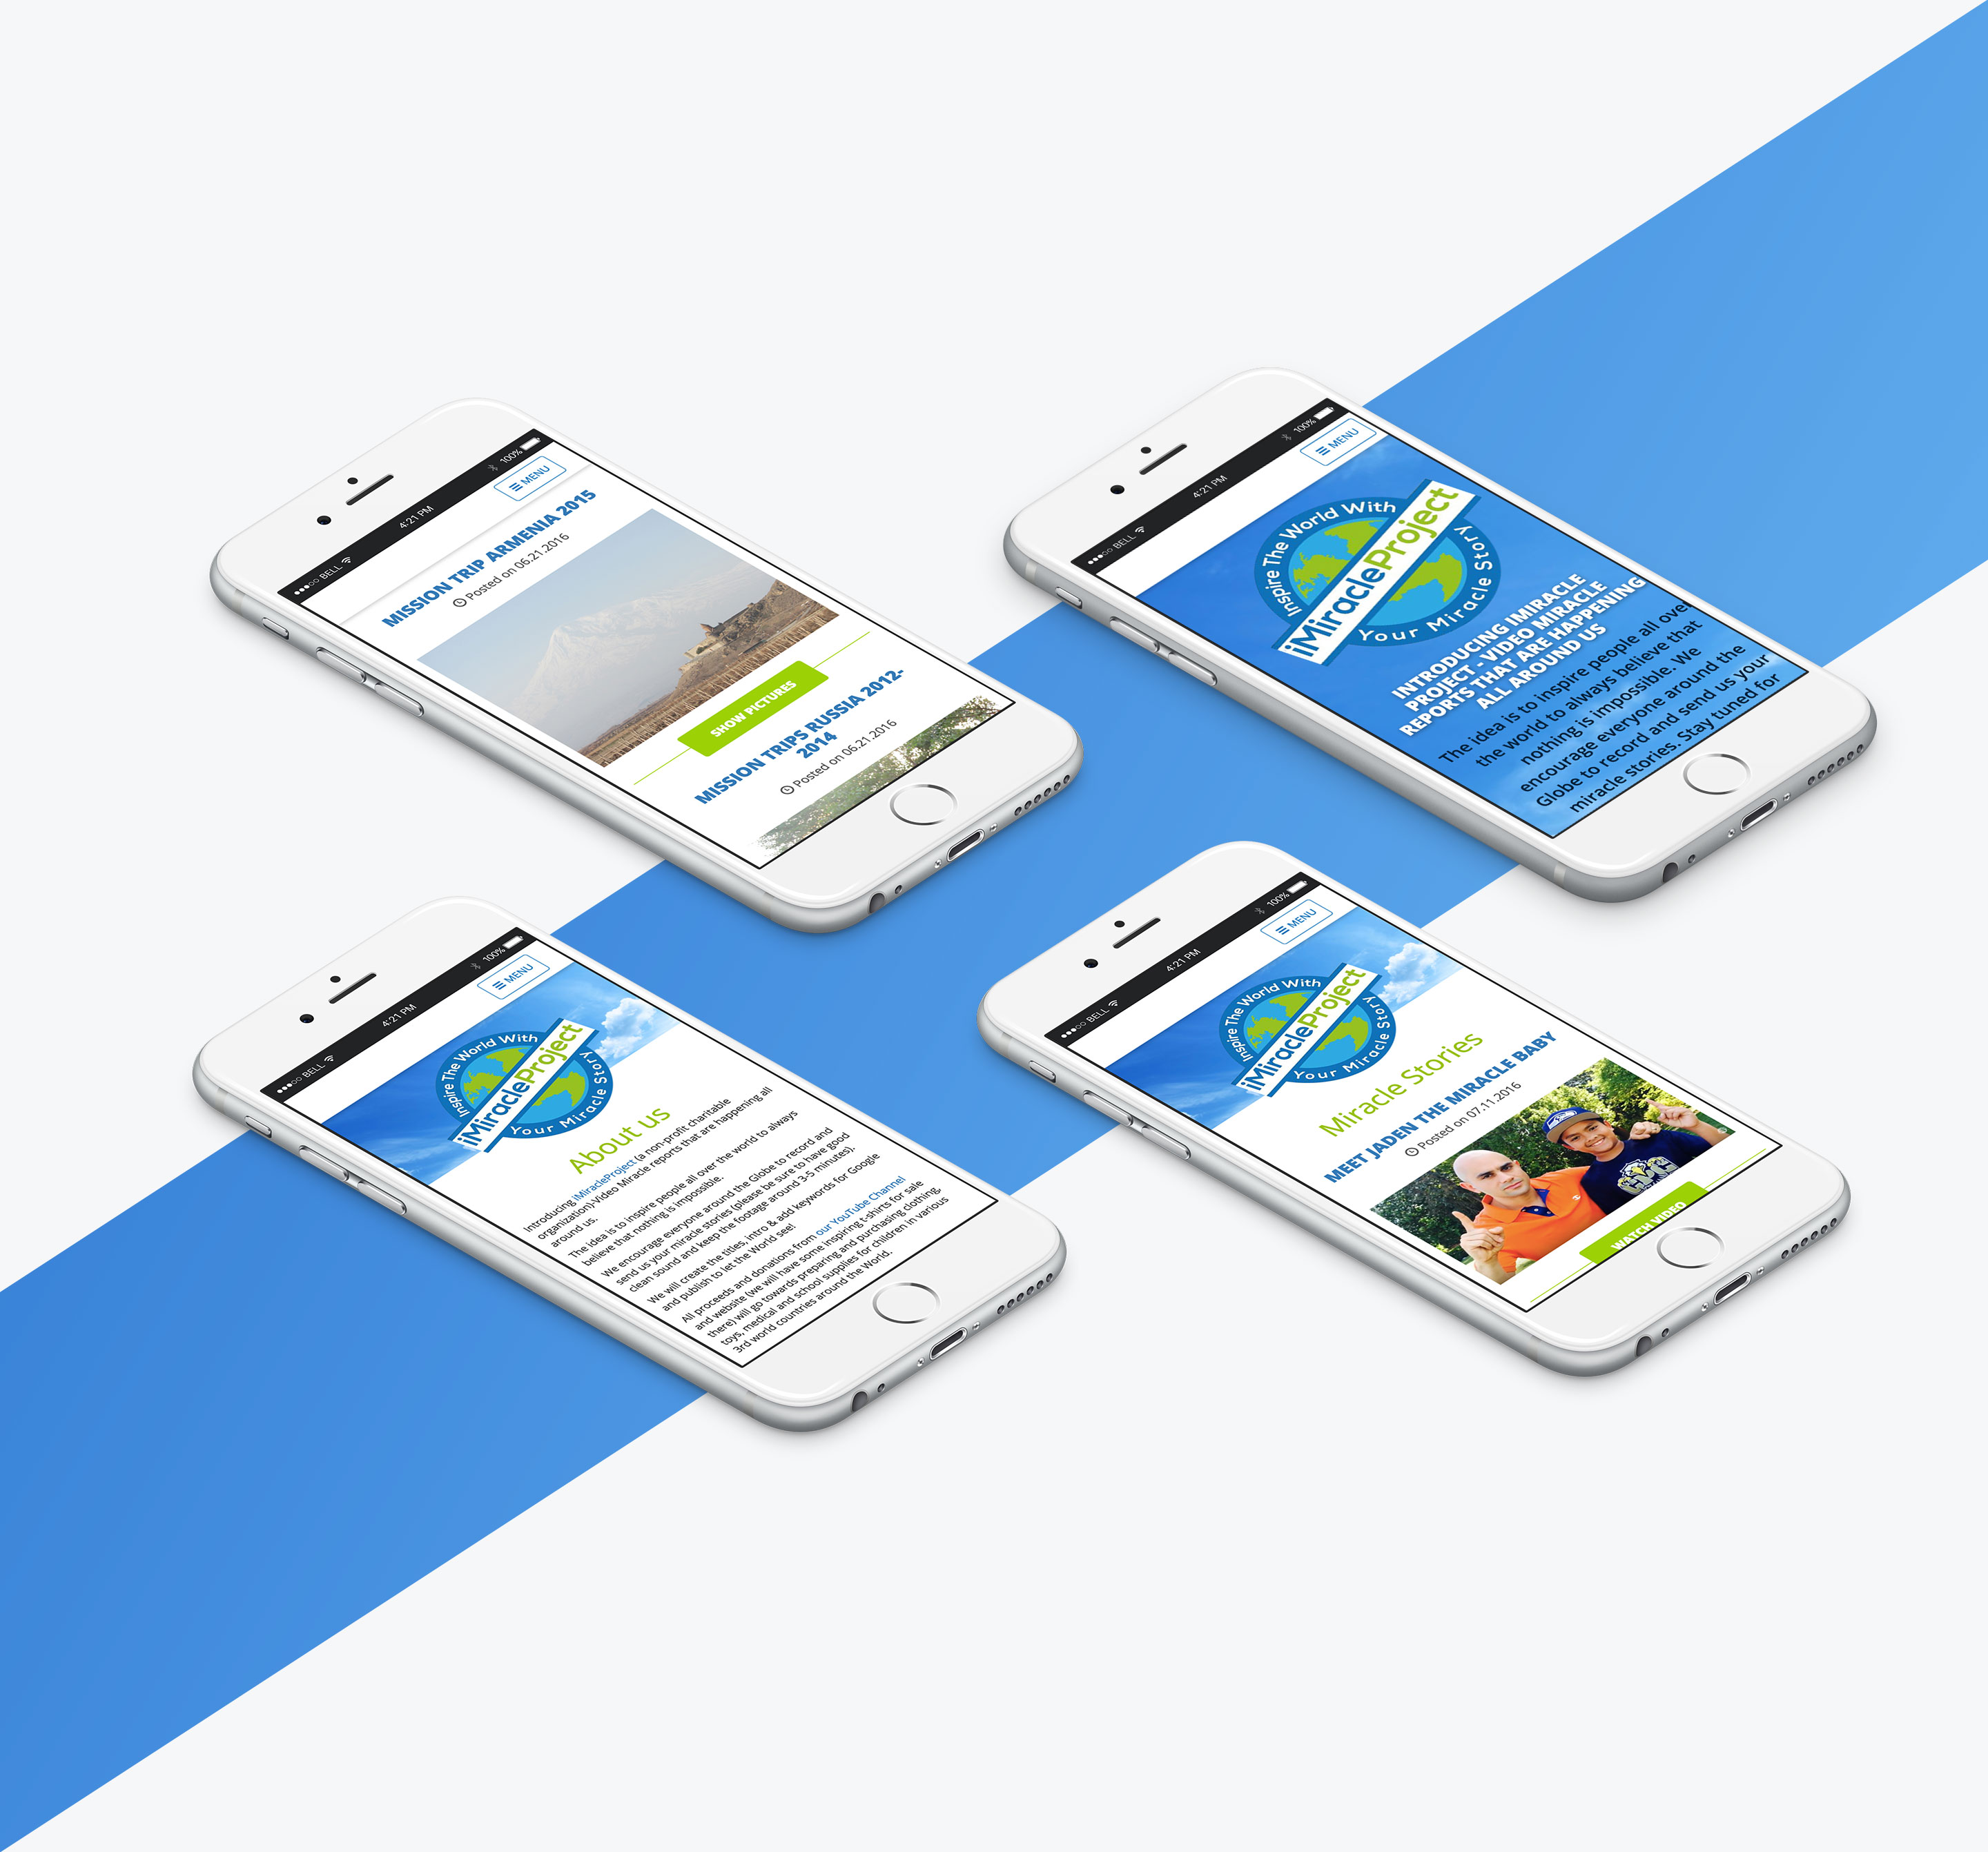 BELL
4:21 PM
100%
MENU
MISSION TRIP ARMENIA 2015
Posted on 06.21.2016
SHOW PICTURES
MISSION TRIPS RUSSIA 2012-
2014
Posted on 06.21.2016
BELL
4:21 PM
100%
MENU
Inspire The World With
iMiracleProject
Your Miracle Story
INTRODUCING IMIRACLE
PROJECT - VIDEO MIRACLE
REPORTS THAT ARE HAPPENING
ALL AROUND US
The idea is to inspire people all over
the world to always believe that
nothing is impossible. We
encourage everyone around the
Globe to record and send us your
miracle stories. Stay tuned for
BELL
4:21 PM
100%
MENU
Inspire The World With
iMiracleProject
Your Miracle Story
About us
Introducing iMiracleProject (a non-profit charitable
organization)-Video Miracle reports that are happening all
around us.
The idea is to inspire people all over the world to always
believe that nothing is impossible.
We encourage everyone around the Globe to record and
send us your miracle stories (please be sure to have good
clean sound and keep the footage around 3-5 minutes).
We will create the titles, intro & add keywords for Google
and publish to let the World see!
All proceeds and donations from our YouTube Channel
and website (we will have some inspiring t-shirts for sale
there) will go towards preparing and purchasing clothing,
toys, medical and school supplies for children in various
3rd world countries around the World.
BELL
4:21 PM
100%
MENU
Inspire The World With
iMiracleProject
Your Miracle Story
Miracle Stories
MEET JADEN THE MIRACLE BABY
Posted on 07.11.2016
WATCH VIDEO